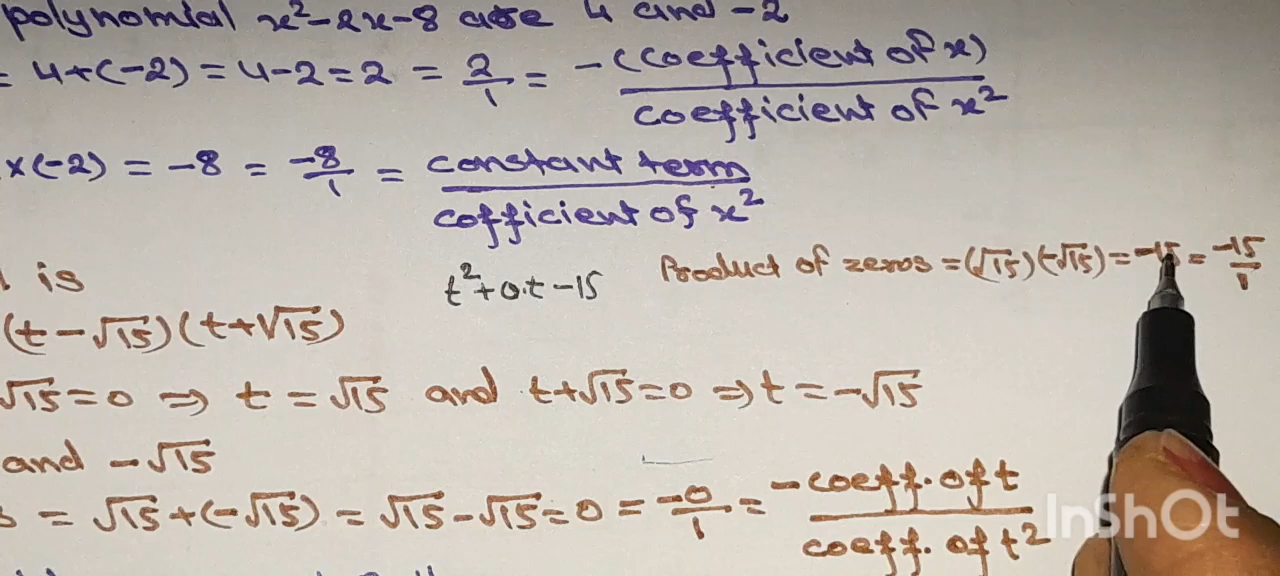 polynomial x²-2x-8 are 4 and -2
= 4+(-2) = 4-2 = 2 = 2/1 = -(coefficient of x)/coefficient of x²
×(-2) = -8 = -8/1 = constant term/cofficient of x²
is
t²+0.t-15
Product of zeros = (√15)(-√15) = -15 = -15/1
(t-√15)(t+√15)
√15=0 ⇒ t = √15 and t+√15=0 ⇒ t=-√15
and -√15
= √15+(-√15) = √15-√15=0 = -0/1 = -coeff. of t/coeff. of t²
InShOt